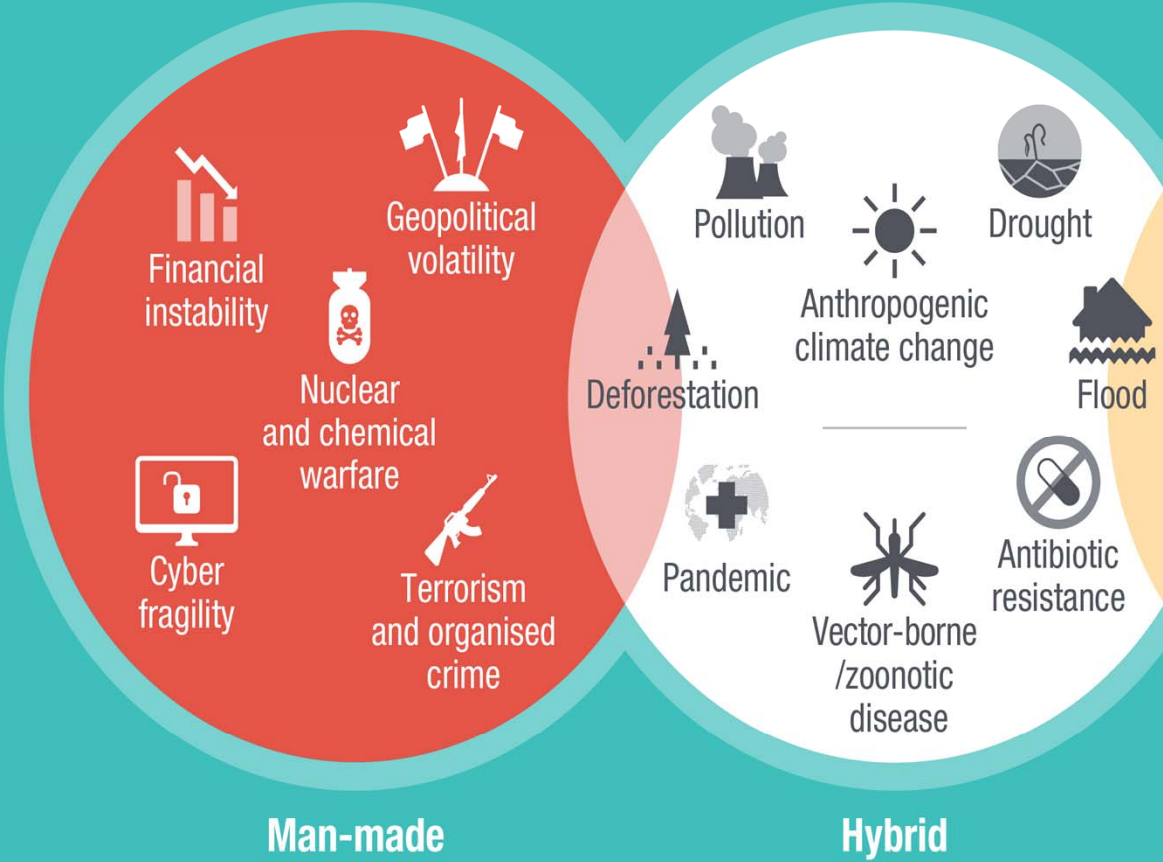 Financial
instability
Geopolitical
volatility
Nuclear
and chemical
warfare
Cyber
fragility
Terrorism
and organised
crime
Man-made
Pollution
Anthropogenic
climate change
Drought
Deforestation
Flood
Pandemic
Vector-borne
/zoonotic
disease
Antibiotic
resistance
Hybrid